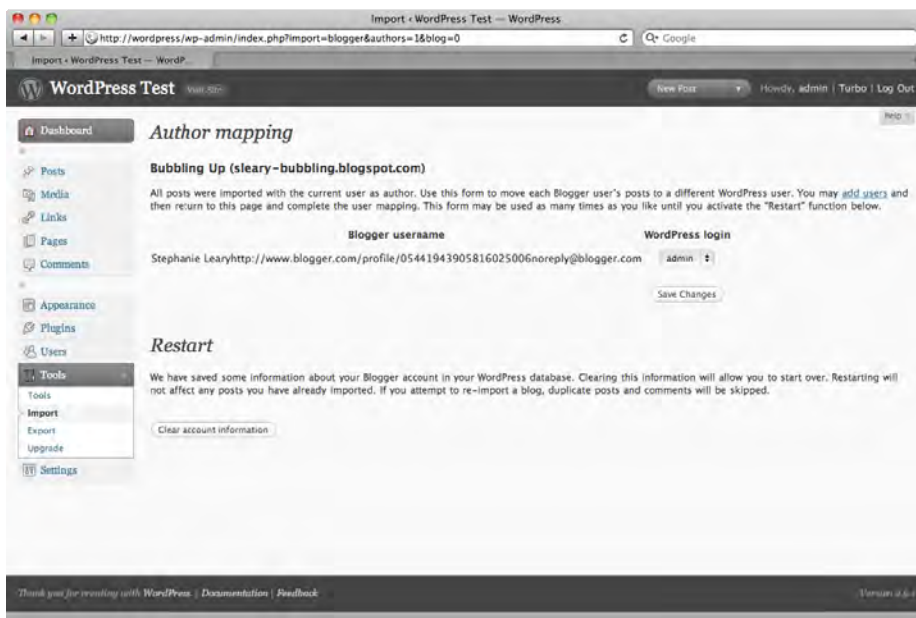 Import ‹ WordPress Test — WordPress
http://wordpress/wp-admin/index.php?import=blogger&authors=1&blog=0
Google
Import ‹ WordPress Test — WordP...
WordPress Test Visit Site
New Post
Howdy, admin | Turbo | Log Out
Help
Dashboard
Posts
Media
Links
Pages
Comments
Appearance
Plugins
Users
Tools
Tools
Import
Export
Upgrade
Settings
Author mapping
Bubbling Up (sleary-bubbling.blogspot.com)
All posts were imported with the current user as author. Use this form to move each Blogger user's posts to a different WordPress user. You may add users and
then return to this page and complete the user mapping. This form may be used as many times as you like until you activate the "Restart" function below.
Blogger username WordPress login
Stephanie Learyhttp://www.blogger.com/profile/05441943905816025006noreply@blogger.com admin
Save Changes
Restart
We have saved some information about your Blogger account in your WordPress database. Clearing this information will allow you to start over. Restarting will
not affect any posts you have already imported. If you attempt to re-import a blog, duplicate posts and comments will be skipped.
Clear account information
Thank you for creating with WordPress | Documentation | Feedback
Version